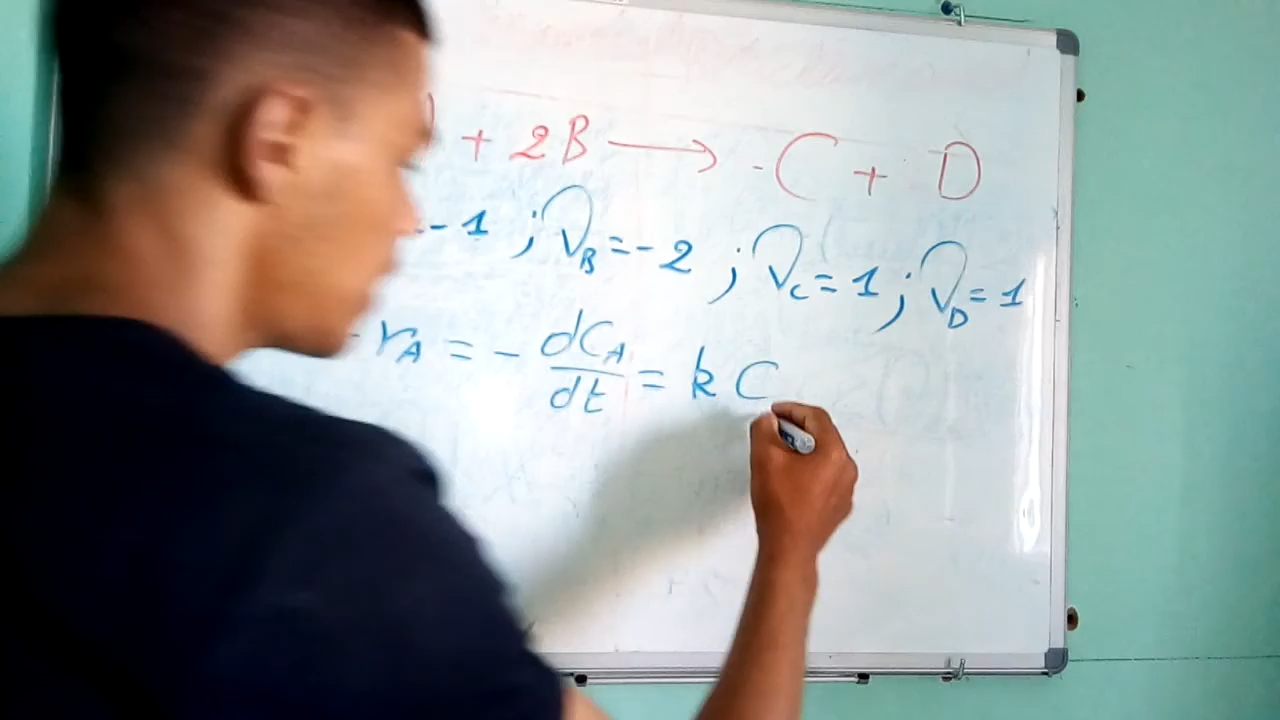 + 2B → C + D
- 1 ; ν_B = - 2 ; ν_C = 1 ; ν_D = 1
- r_A = - dC_A/dt = k C